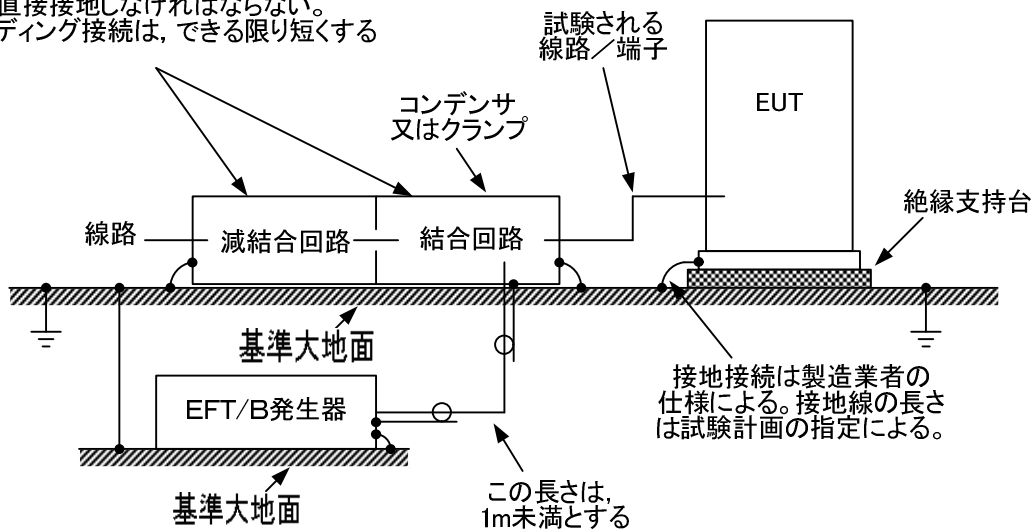 直接接地しなければならない。
ディング接続は, できる限り短くする
試験される
線路／端子
EUT
コンデンサ
又はクランプ
絶縁支持台
線路
減結合回路
結合回路
基準大地面
接地接続は製造業者の
仕様による。接地線の長さ
は試験計画の指定による。
EFT/B発生器
基準大地面
この長さは,
1m未満とする